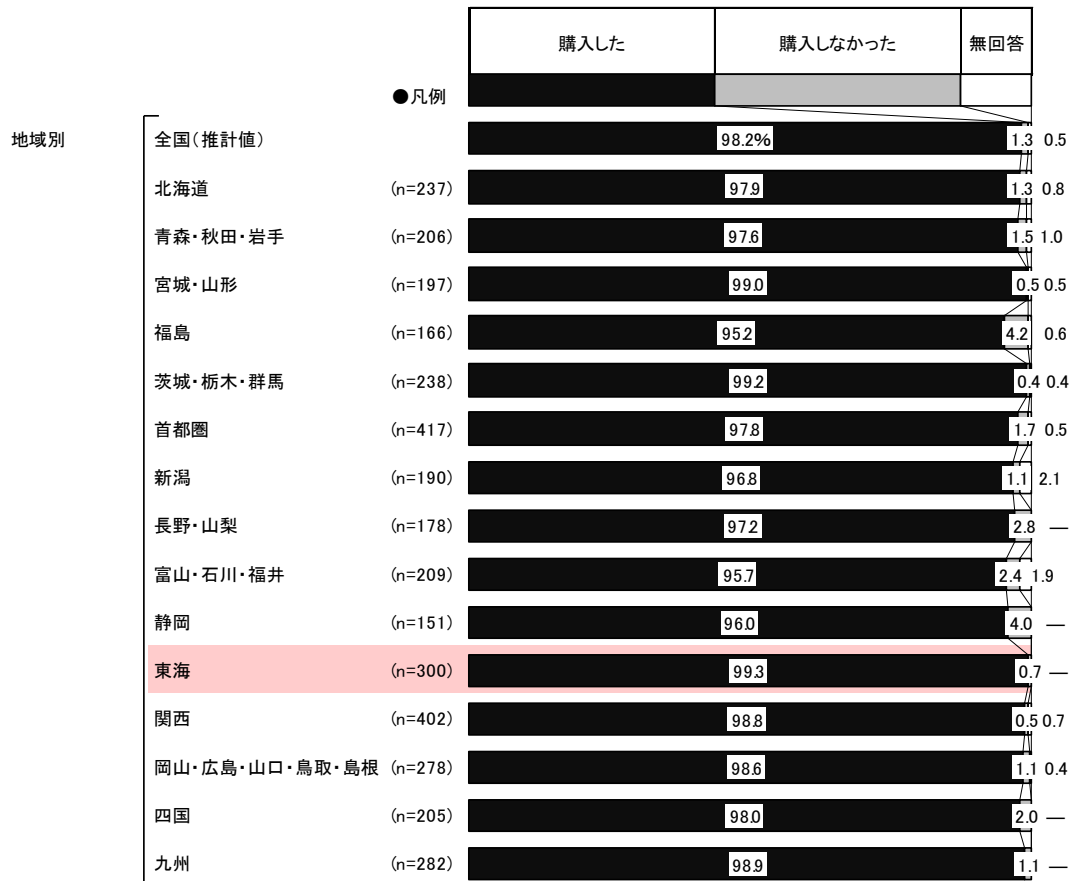 購入した 購入しなかった 無回答
●凡例
地域別 全国(推計値) 98.2% 1.3 0.5
北海道 (n=237) 97.9 1.3 0.8
青森・秋田・岩手 (n=206) 97.6 1.5 1.0
宮城・山形 (n=197) 99.0 0.5 0.5
福島 (n=166) 95.2 4.2 0.6
茨城・栃木・群馬 (n=238) 99.2 0.4 0.4
首都圏 (n=417) 97.8 1.7 0.5
新潟 (n=190) 96.8 1.1 2.1
長野・山梨 (n=178) 97.2 2.8 ―
富山・石川・福井 (n=209) 95.7 2.4 1.9
静岡 (n=151) 96.0 4.0 ―
東海 (n=300) 99.3 0.7 ―
関西 (n=402) 98.8 0.5 0.7
岡山・広島・山口・鳥取・島根 (n=278) 98.6 1.1 0.4
四国 (n=205) 98.0 2.0 ―
九州 (n=282) 98.9 1.1 ―